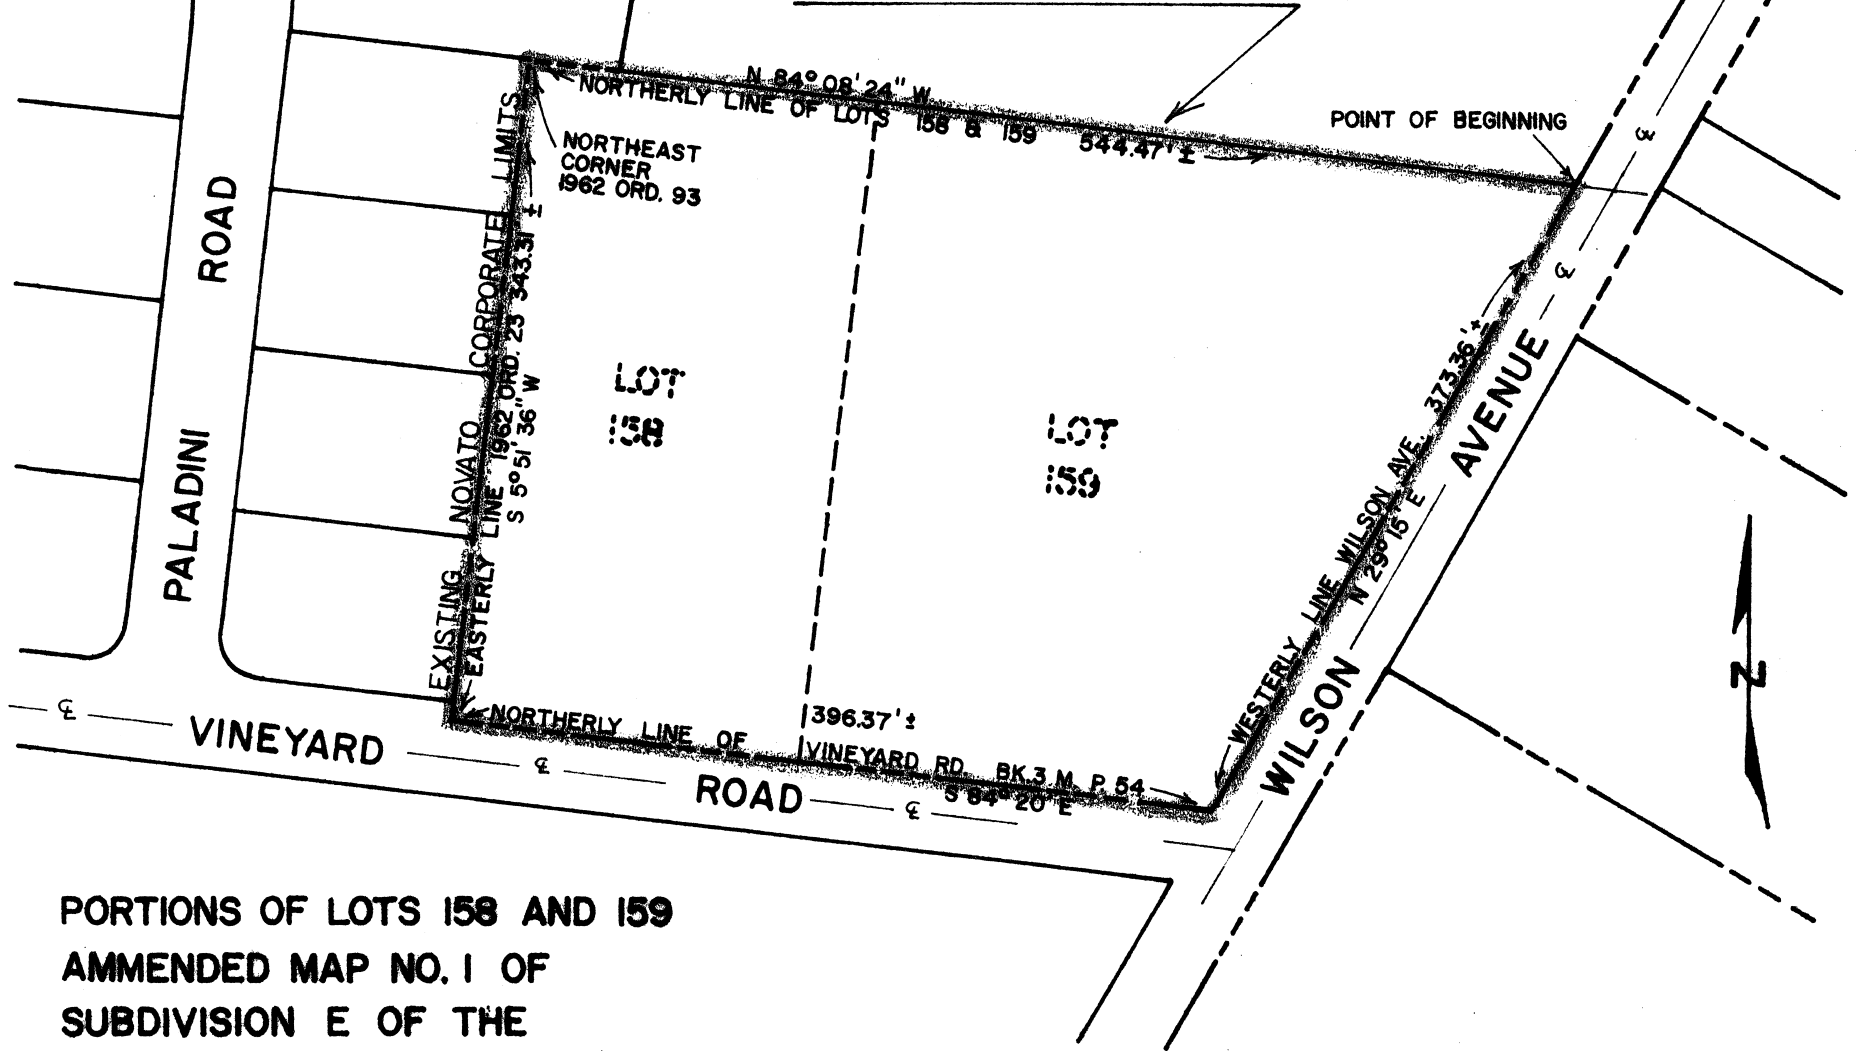 N 84° 08' 24" W
NORTHERLY LINE OF LOTS 158 & 159 544.47' ±
POINT OF BEGINNING
NORTHEAST
CORNER
1962 ORD. 93
EXISTING NOVATO CORPORATE LIMITS
EASTERLY LINE 1962 ORD. 23 343.31 ±
S 5° 51' 36" W
PALADINI ROAD
LOT
158
LOT
159
WESTERLY LINE WILSON AVE. 373.36' ±
N 29° 15' E
WILSON AVENUE
N
396.37' ±
NORTHERLY LINE OF VINEYARD RD. BK.3 M. P. 54
S 84° 20' E
VINEYARD ROAD
PORTIONS OF LOTS 158 AND 159
AMMENDED MAP NO. 1 OF
SUBDIVISION E OF THE